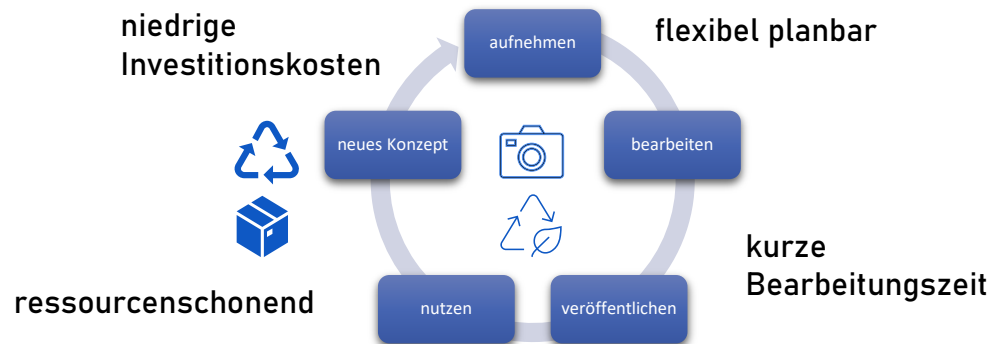 niedrige
Investitionskosten
aufnehmen
flexibel planbar
neues Konzept
bearbeiten
kurze
Bearbeitungszeit
ressourcenschonend
nutzen
veröffentlichen